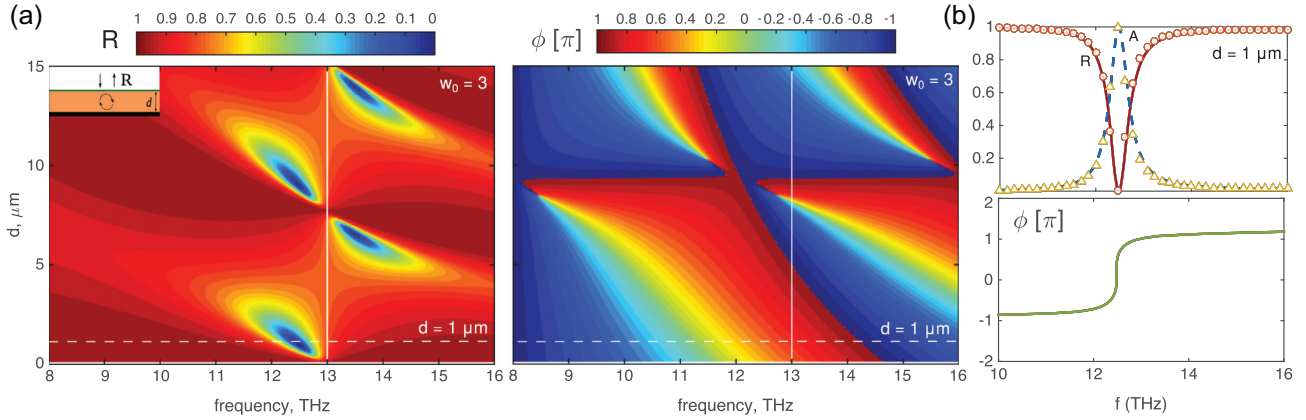 (a)
R
1 0.9 0.8 0.7 0.6 0.5 0.4 0.3 0.2 0.1 0
ϕ [π]
1 0.8 0.6 0.4 0.2 0 -0.2 -0.4 -0.6 -0.8 -1
(b)
15
10
5
0
d, μm
R
d
w₀ = 3
d = 1 μm
8 9 10 11 12 13 14 15 16
frequency, THz
w₀ = 3
d = 1 μm
8 9 10 11 12 13 14 15 16
frequency, THz
1
0.8
0.6
0.4
0.2
R
A
d = 1 μm
10 12 14 16
ϕ [π]
2
1
0
-1
-2
10 12 14 16
f (THz)